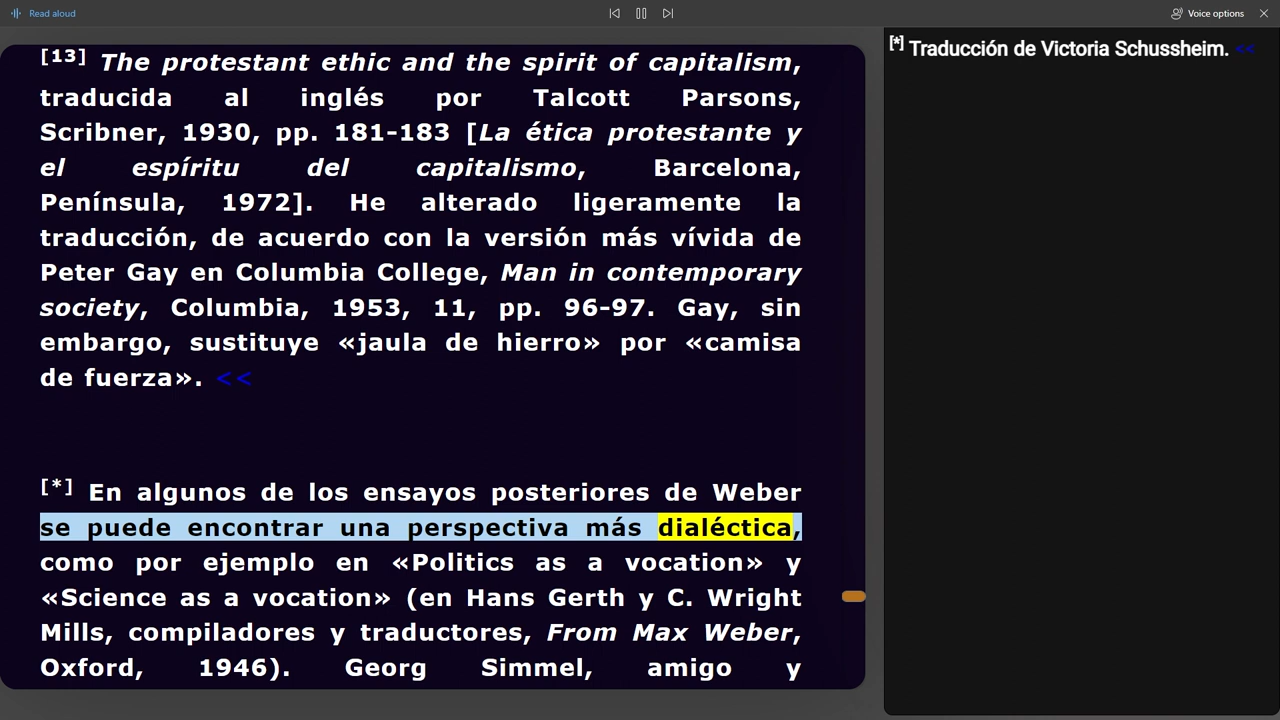 Read aloud
Voice options
[13] The protestant ethic and the spirit of capitalism,
traducida al inglés por Talcott Parsons,
Scribner, 1930, pp. 181-183 [La ética protestante y
el espíritu del capitalismo, Barcelona,
Península, 1972]. He alterado ligeramente la
traducción, de acuerdo con la versión más vívida de
Peter Gay en Columbia College, Man in contemporary
society, Columbia, 1953, 11, pp. 96-97. Gay, sin
embargo, sustituye «jaula de hierro» por «camisa
de fuerza». <<
[*] En algunos de los ensayos posteriores de Weber
se puede encontrar una perspectiva más dialéctica,
como por ejemplo en «Politics as a vocation» y
«Science as a vocation» (en Hans Gerth y C. Wright
Mills, compiladores y traductores, From Max Weber,
Oxford, 1946). Georg Simmel, amigo y
[*] Traducción de Victoria Schussheim. <<